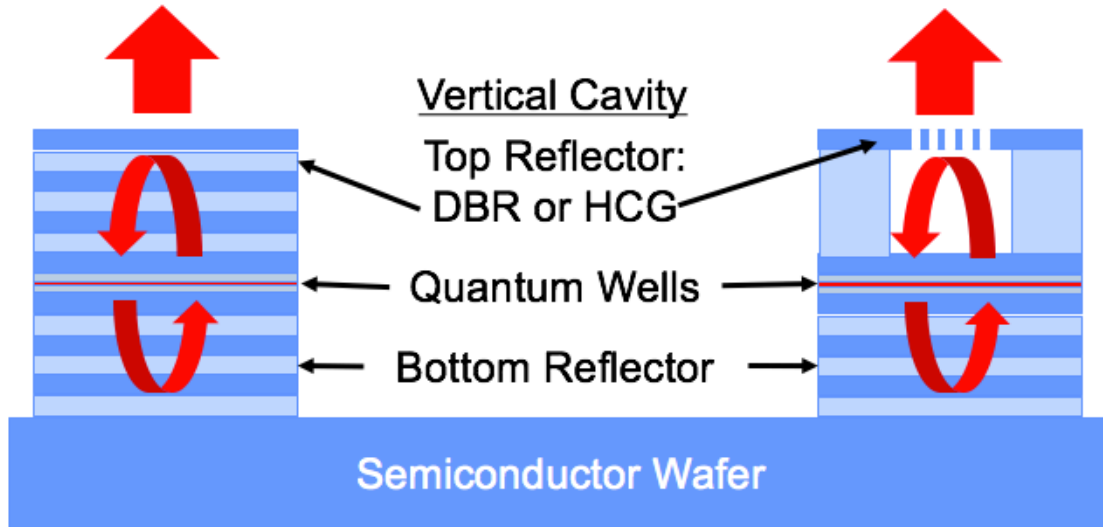 Vertical Cavity
Top Reflector:
DBR or HCG
Quantum Wells
Bottom Reflector
Semiconductor Wafer